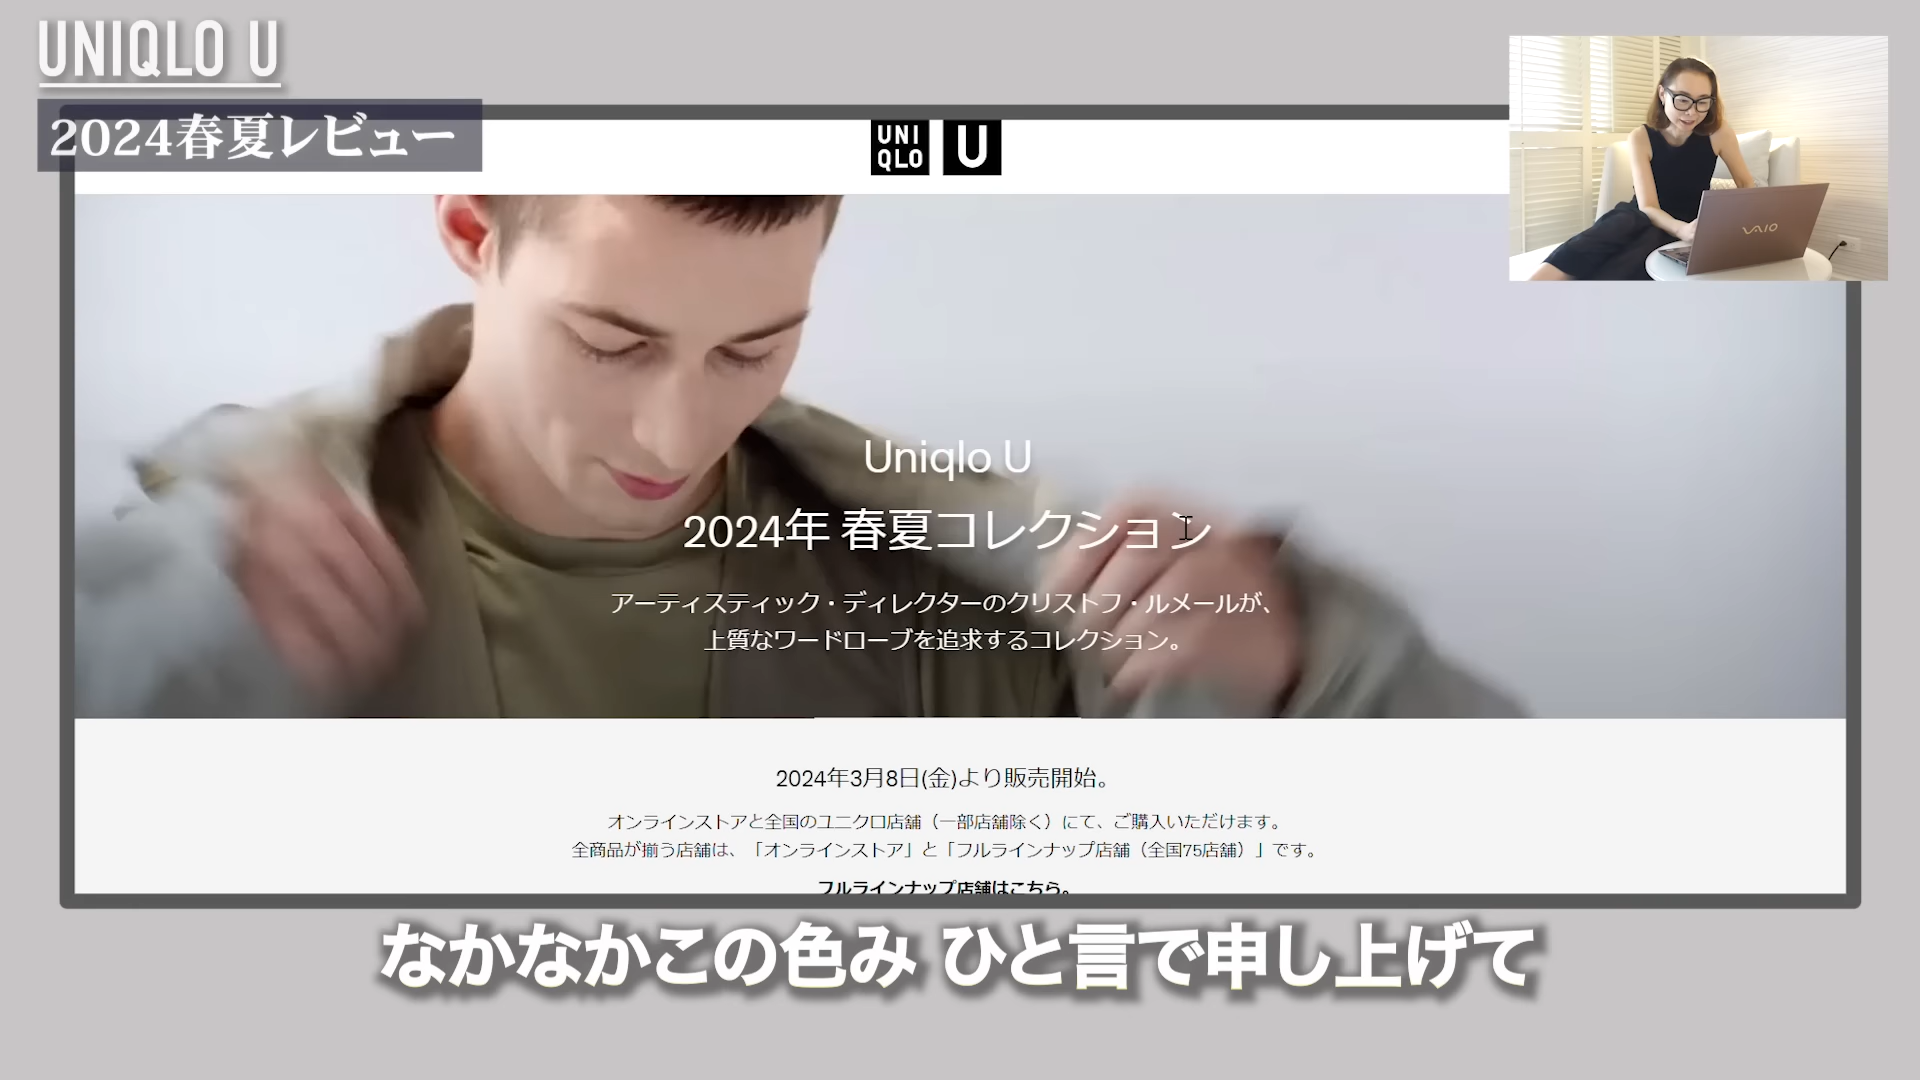 UNIQLO U
2024春夏レビュー
UNI
QLO
U
VAIO
Uniqlo U
2024年 春夏コレクション
アーティスティック・ディレクターのクリストフ・ルメールが、
上質なワードローブを追求するコレクション。
2024年3月8日(金)より販売開始。
オンラインストアと全国のユニクロ店舗（一部店舗除く）にて、ご購入いただけます。
全商品が揃う店舗は、「オンラインストア」と「フルラインナップ店舗（全国75店舗）」です。
フルラインナップ店舗はこちら。
なかなかこの色み ひと言で申し上げて